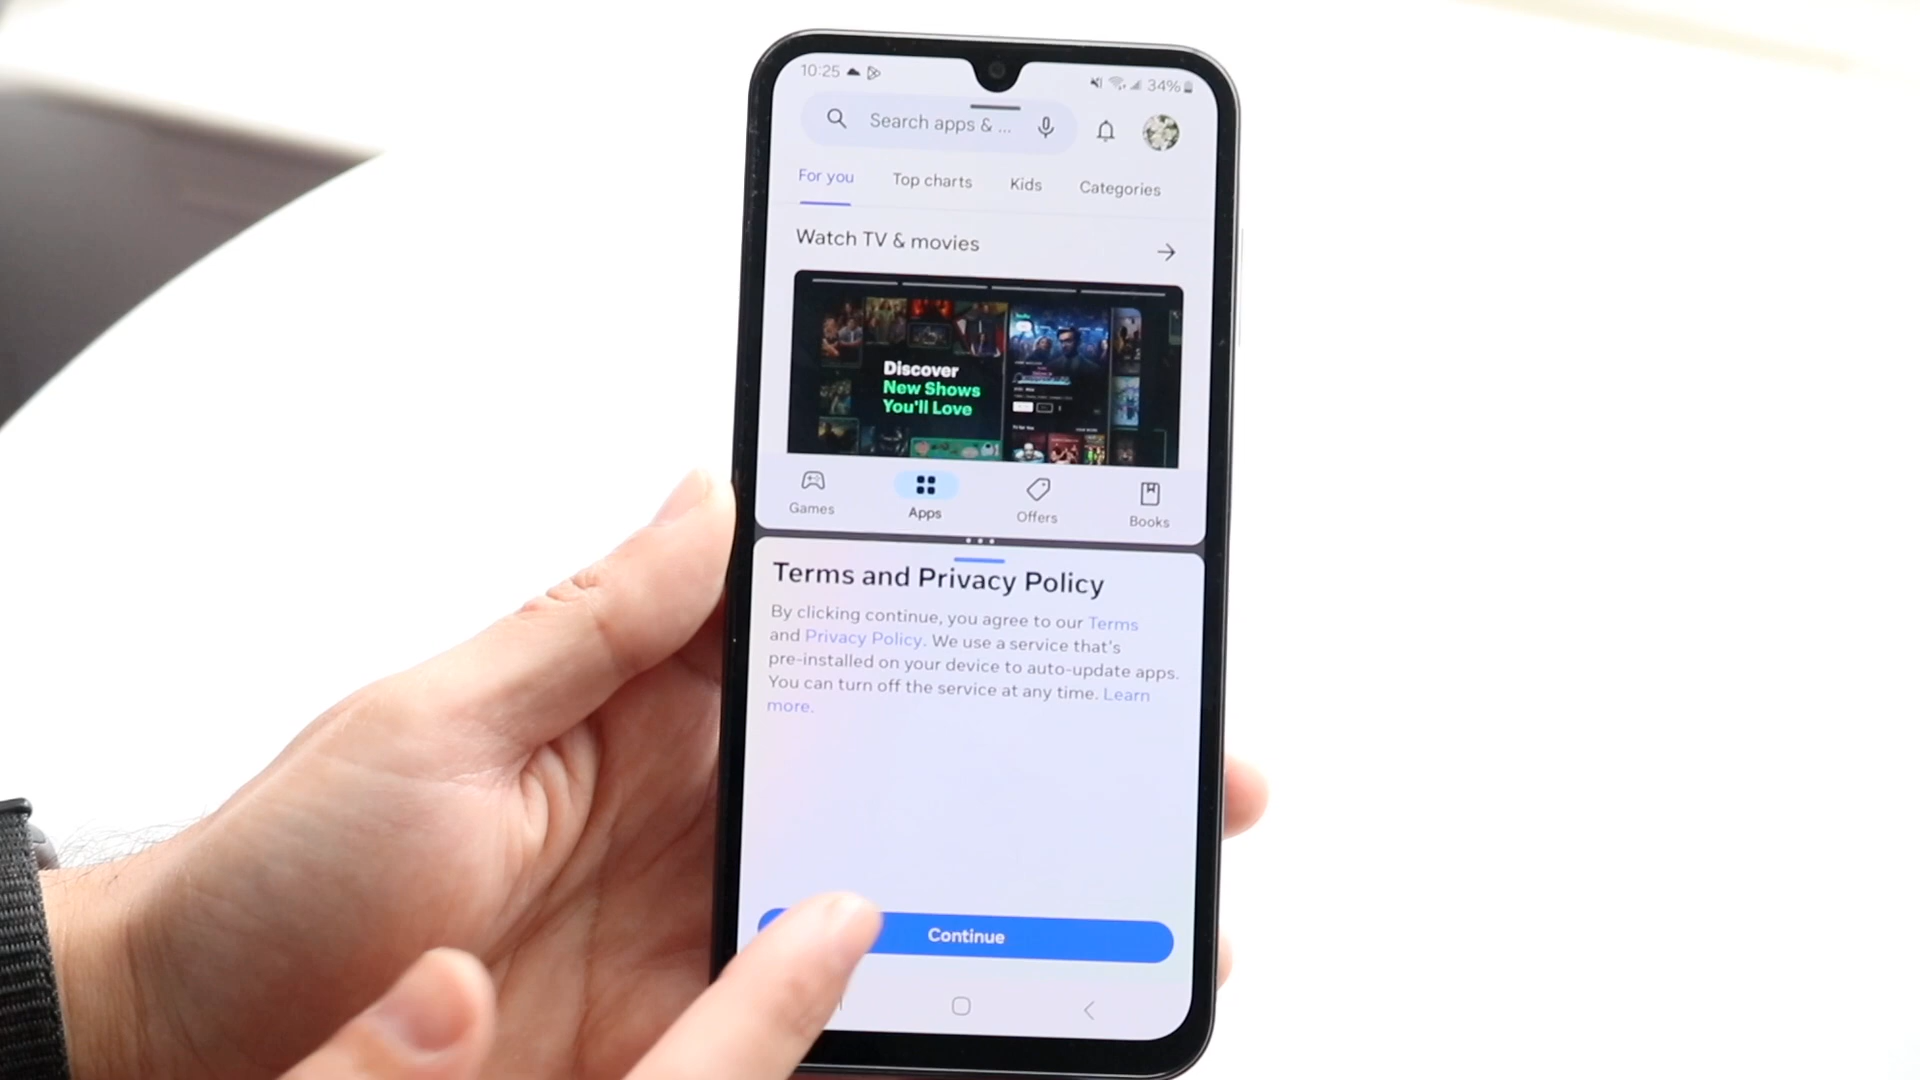 10:25
34%
Search apps & ...
For you Top charts Kids Categories
Watch TV & movies
Discover
New Shows
You'll Love
Games Apps Offers Books
Terms and Privacy Policy
By clicking continue, you agree to our Terms
and Privacy Policy. We use a service that's
pre-installed on your device to auto-update apps.
You can turn off the service at any time. Learn
more.
Continue